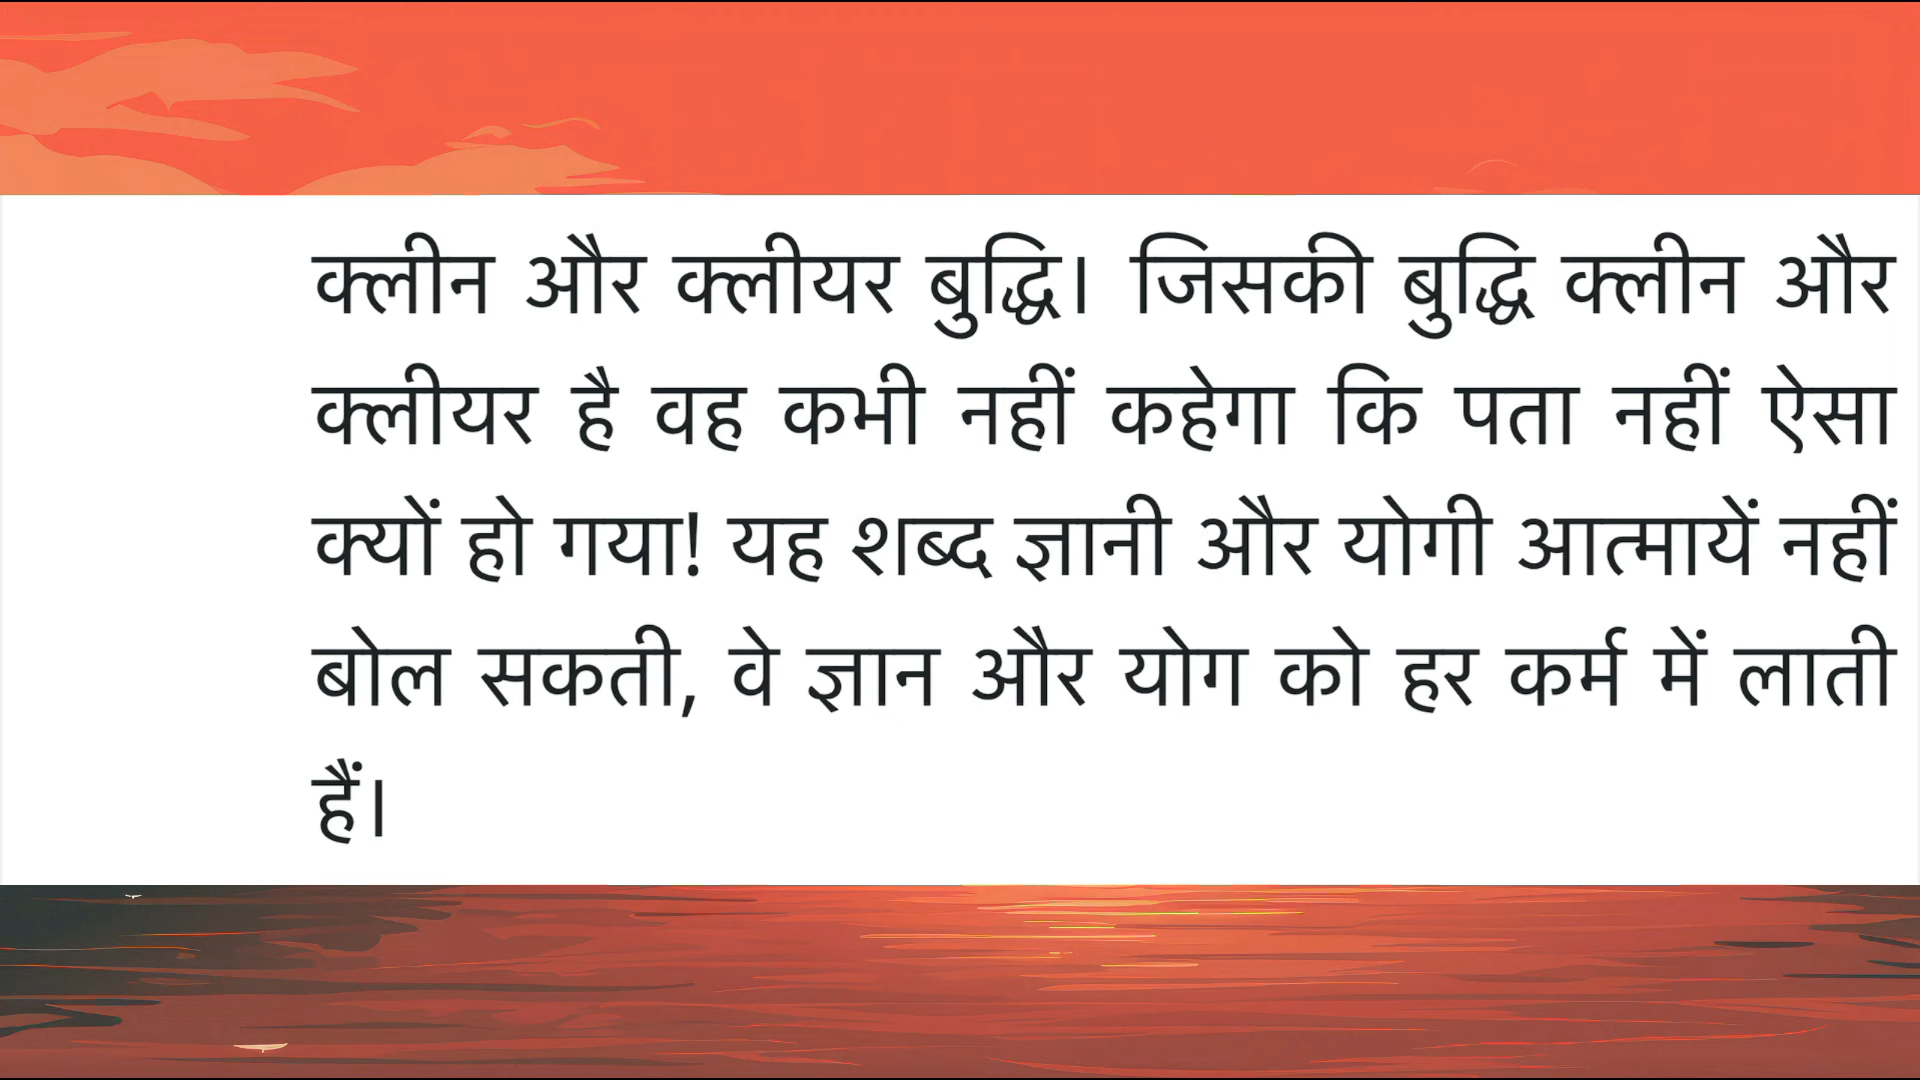 क्लीन और क्लीयर बुद्धि। जिसकी बुद्धि क्लीन और
क्लीयर है वह कभी नहीं कहेगा कि पता नहीं ऐसा
क्यों हो गया! यह शब्द ज्ञानी और योगी आत्मायें नहीं
बोल सकती, वे ज्ञान और योग को हर कर्म में लाती
हैं।